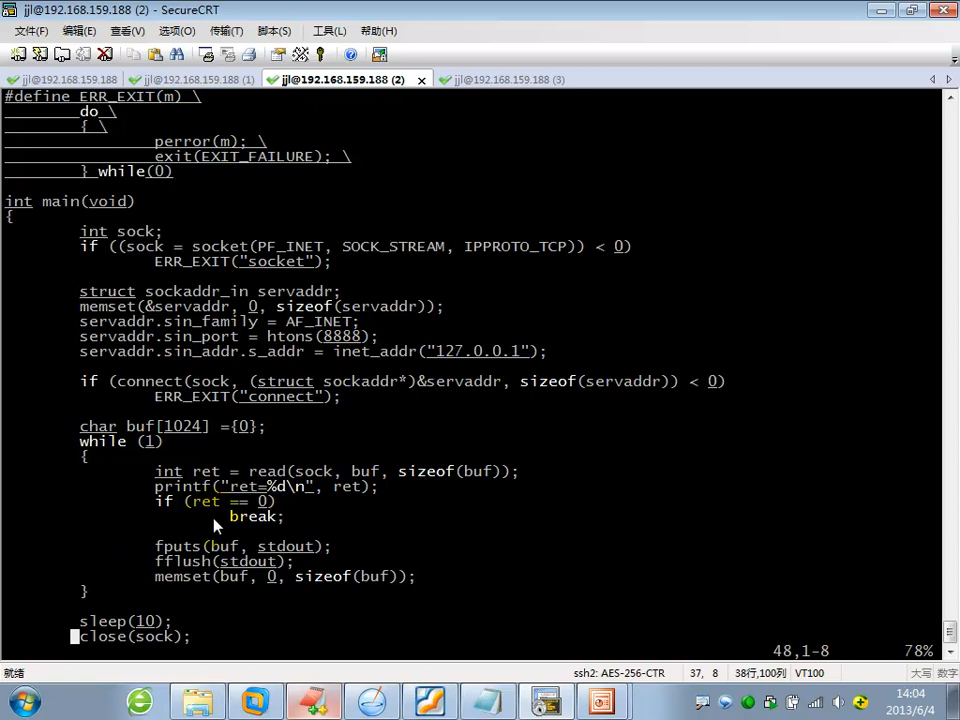 jjl@192.168.159.188 (2) - SecureCRT
文件(F) 编辑(E) 查看(V) 选项(O) 传输(T) 脚本(S) 工具(L) 帮助(H)
jjl@192.168.159.188 jjl@192.168.159.188 (1) jjl@192.168.159.188 (2) jjl@192.168.159.188 (3)
#define ERR_EXIT(m) \
do \
{ \
perror(m); \
exit(EXIT_FAILURE); \
} while(0)
int main(void)
{
int sock;
if ((sock = socket(PF_INET, SOCK_STREAM, IPPROTO_TCP)) < 0)
ERR_EXIT("socket");
struct sockaddr_in servaddr;
memset(&servaddr, 0, sizeof(servaddr));
servaddr.sin_family = AF_INET;
servaddr.sin_port = htons(8888);
servaddr.sin_addr.s_addr = inet_addr("127.0.0.1");
if (connect(sock, (struct sockaddr*)&servaddr, sizeof(servaddr)) < 0)
ERR_EXIT("connect");
char buf[1024] ={0};
while (1)
{
int ret = read(sock, buf, sizeof(buf));
printf("ret=%d\n", ret);
if (ret == 0)
break;
fputs(buf, stdout);
fflush(stdout);
memset(buf, 0, sizeof(buf));
}
sleep(10);
close(sock);
48,1-8 78%
就绪 ssh2: AES-256-CTR 37, 8 38行,100列 VT100 大写 数字
14:04
2013/6/4